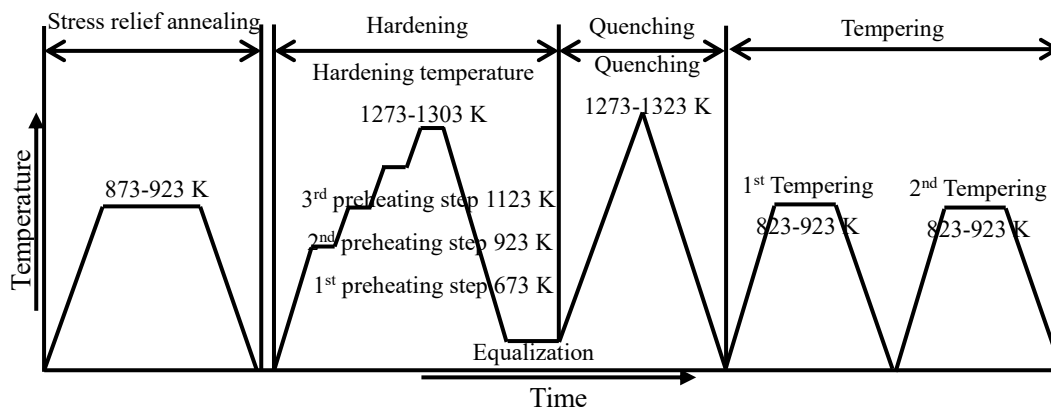 Stress relief annealing
Hardening
Quenching
Tempering
Hardening temperature
Quenching
1273-1303 K
1273-1323 K
873-923 K
1st Tempering
2nd Tempering
3rd preheating step 1123 K
823-923 K
823-923 K
2nd preheating step 923 K
1st preheating step 673 K
Equalization
Temperature
Time